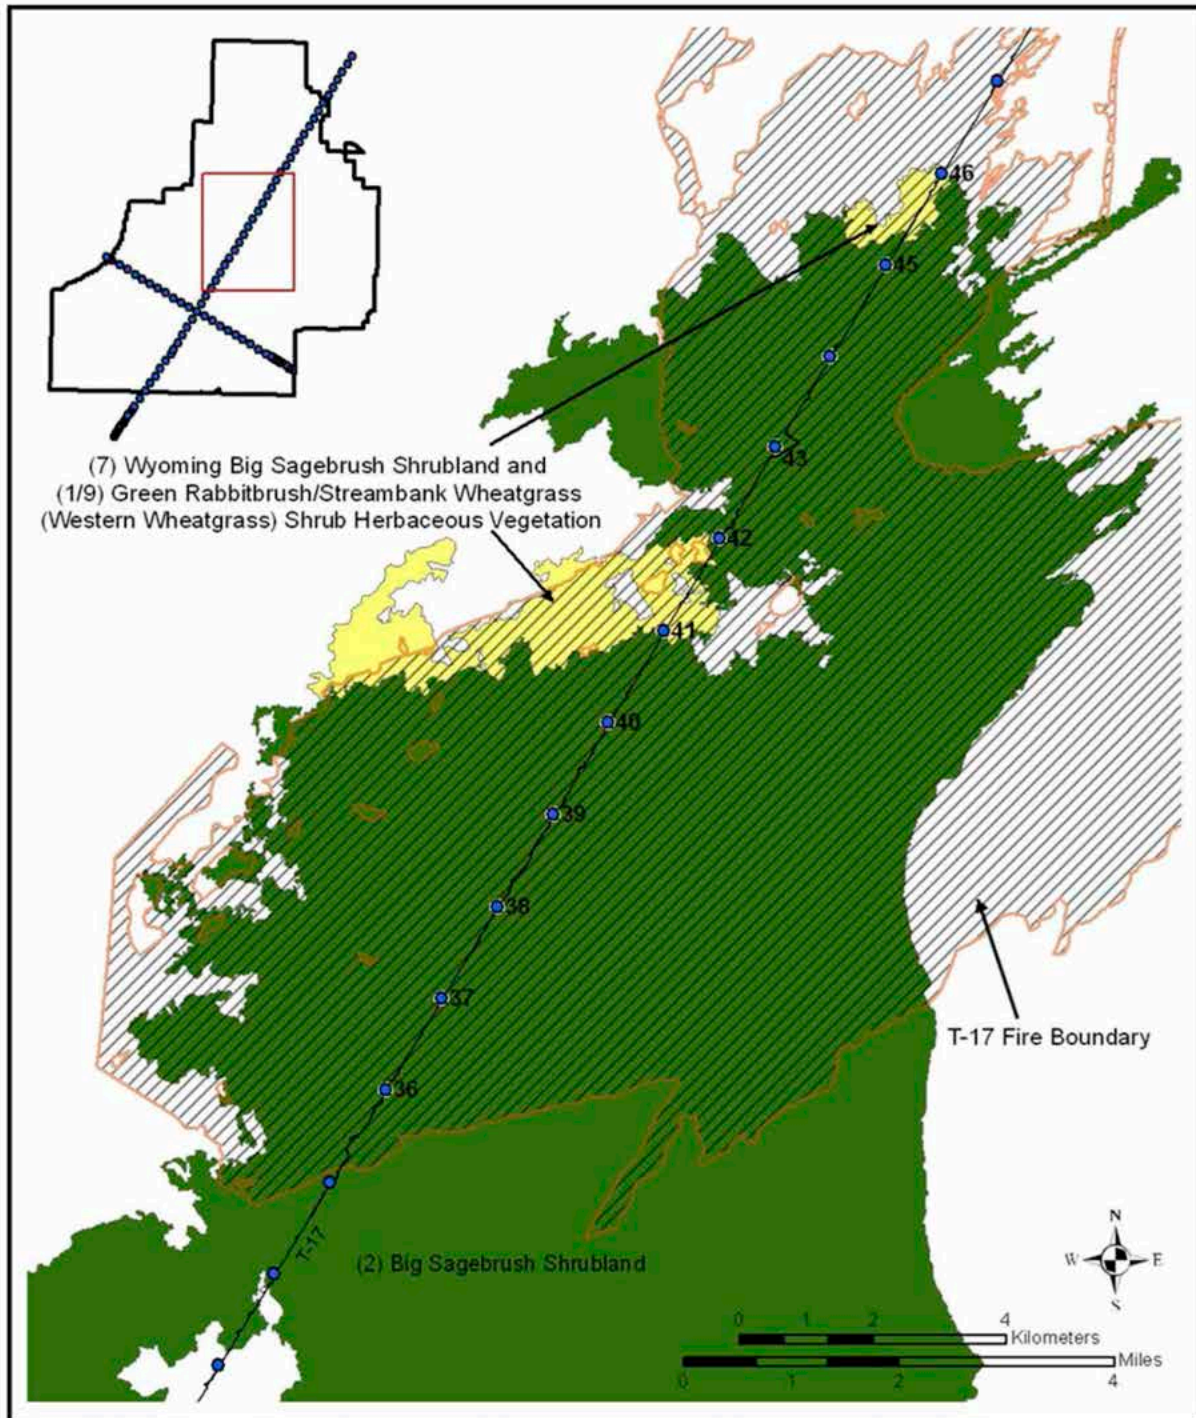 46
45
43
(7) Wyoming Big Sagebrush Shrubland and
(1/9) Green Rabbitbrush/Streambank Wheatgrass
(Western Wheatgrass) Shrub Herbaceous Vegetation
42
41
40
39
38
37
T-17 Fire Boundary
36
T-17
(2) Big Sagebrush Shrubland
N
W E
S
0 1 2 4
Kilometers
Miles
0 1 2 4